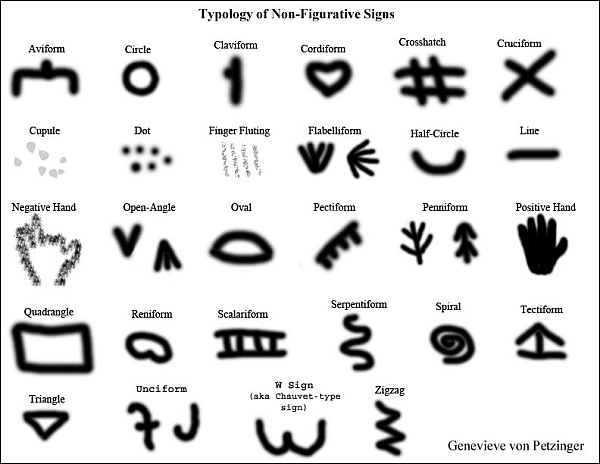 Typology of Non-Figurative Signs
Aviform
Circle
Claviform
Cordiform
Crosshatch
Cruciform
Cupule
Dot
Finger Fluting
Flabelliform
Half-Circle
Line
Negative Hand
Open-Angle
Oval
Pectiform
Penniform
Positive Hand
Quadrangle
Reniform
Scalariform
Serpentiform
Spiral
Tectiform
Triangle
Unciform
W Sign
(aka Chauvet-type
sign)
Zigzag
Genevieve von Petzinger